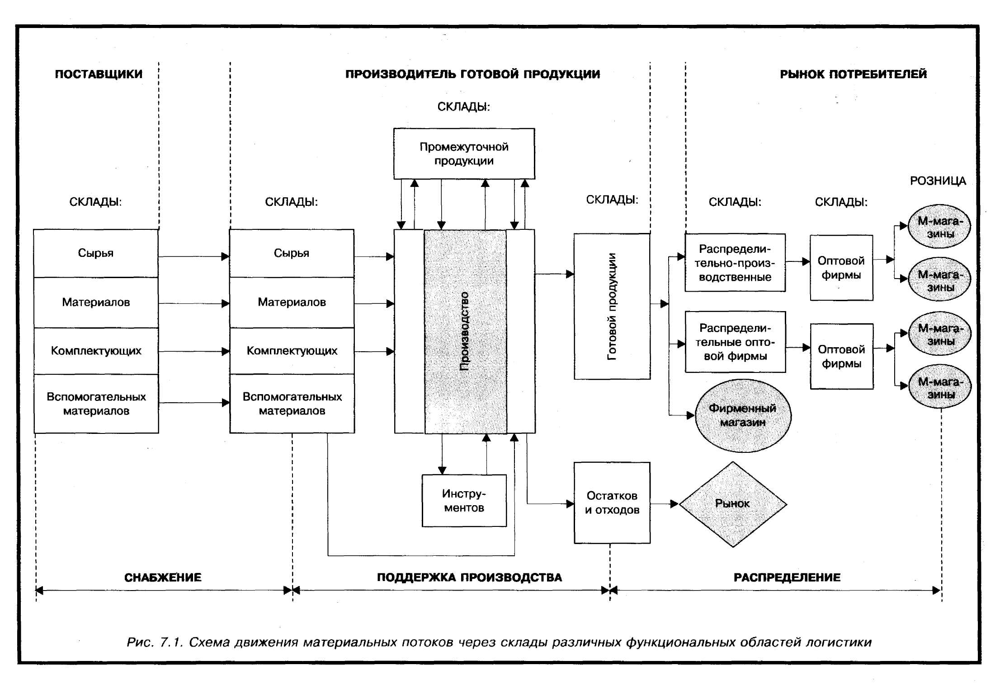 ПОСТАВЩИКИ
ПРОИЗВОДИТЕЛЬ ГОТОВОЙ ПРОДУКЦИИ
РЫНОК ПОТРЕБИТЕЛЕЙ
СКЛАДЫ:
Промежуточной
продукции
РОЗНИЦА
СКЛАДЫ:
СКЛАДЫ:
СКЛАДЫ:
СКЛАДЫ:
СКЛАДЫ:
Сырья
Материалов
Комплектующих
Вспомогательных
материалов
Сырья
Материалов
Комплектующих
Вспомогательных
материалов
Производство
Готовой продукции
Распредели-
тельно-произ-
водственные
Оптовой
фирмы
М-мага-
зины
М-мага-
зины
Распредели-
тельные опто-
вой фирмы
Оптовой
фирмы
М-мага-
зины
М-мага-
зины
Фирменный
магазин
Инстру-
ментов
Остатков
и отходов
Рынок
СНАБЖЕНИЕ
ПОДДЕРЖКА ПРОИЗВОДСТВА
РАСПРЕДЕЛЕНИЕ
Рис. 7.1. Схема движения материальных потоков через склады различных функциональных областей логистики